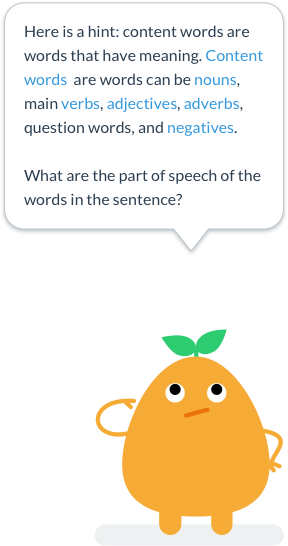 Here is a hint: content words are
words that have meaning. Content
words are words can be nouns,
main verbs, adjectives, adverbs,
question words, and negatives.
What are the part of speech of the
words in the sentence?